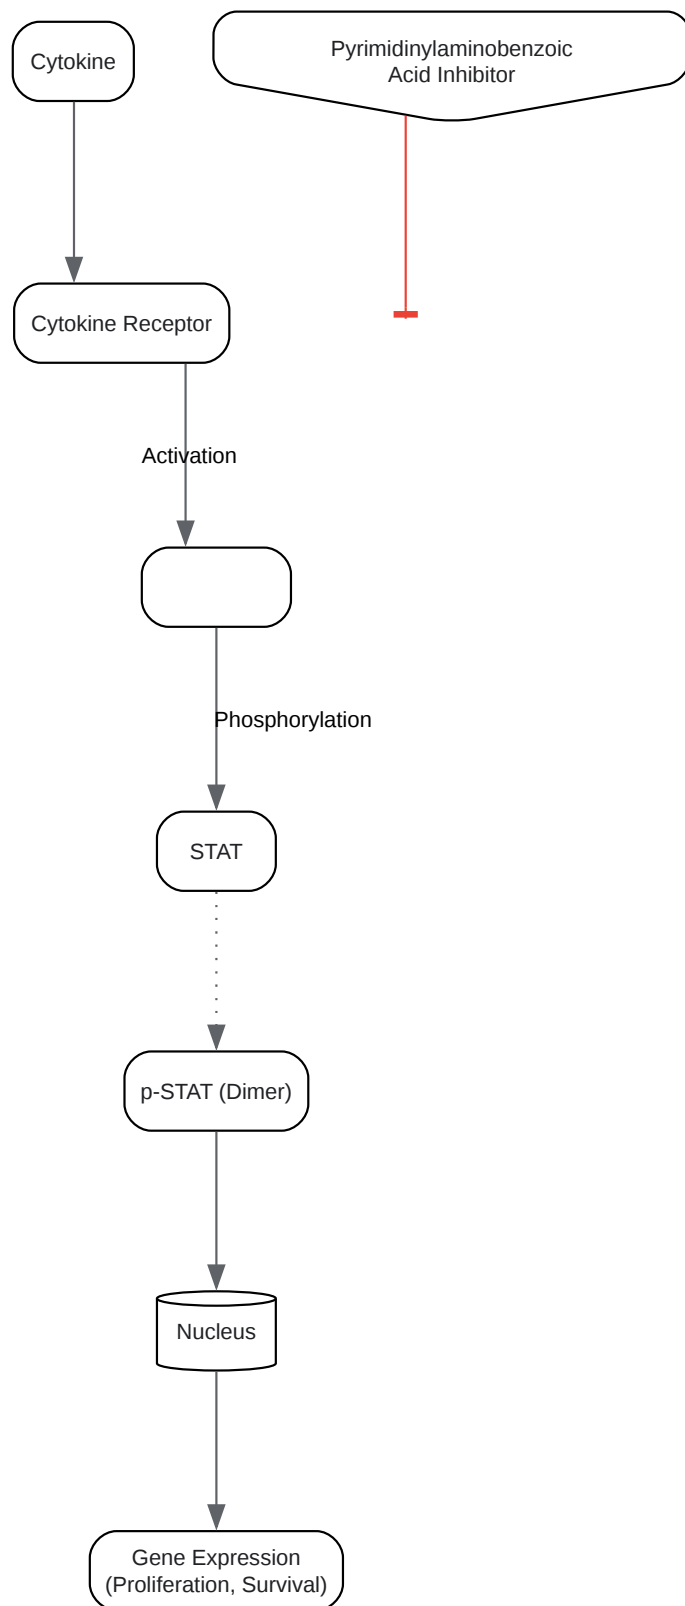 Cytokine
Pyrimidinylaminobenzoic
Acid Inhibitor
Cytokine Receptor
Activation
Phosphorylation
STAT
p-STAT (Dimer)
Nucleus
Gene Expression
(Proliferation, Survival)